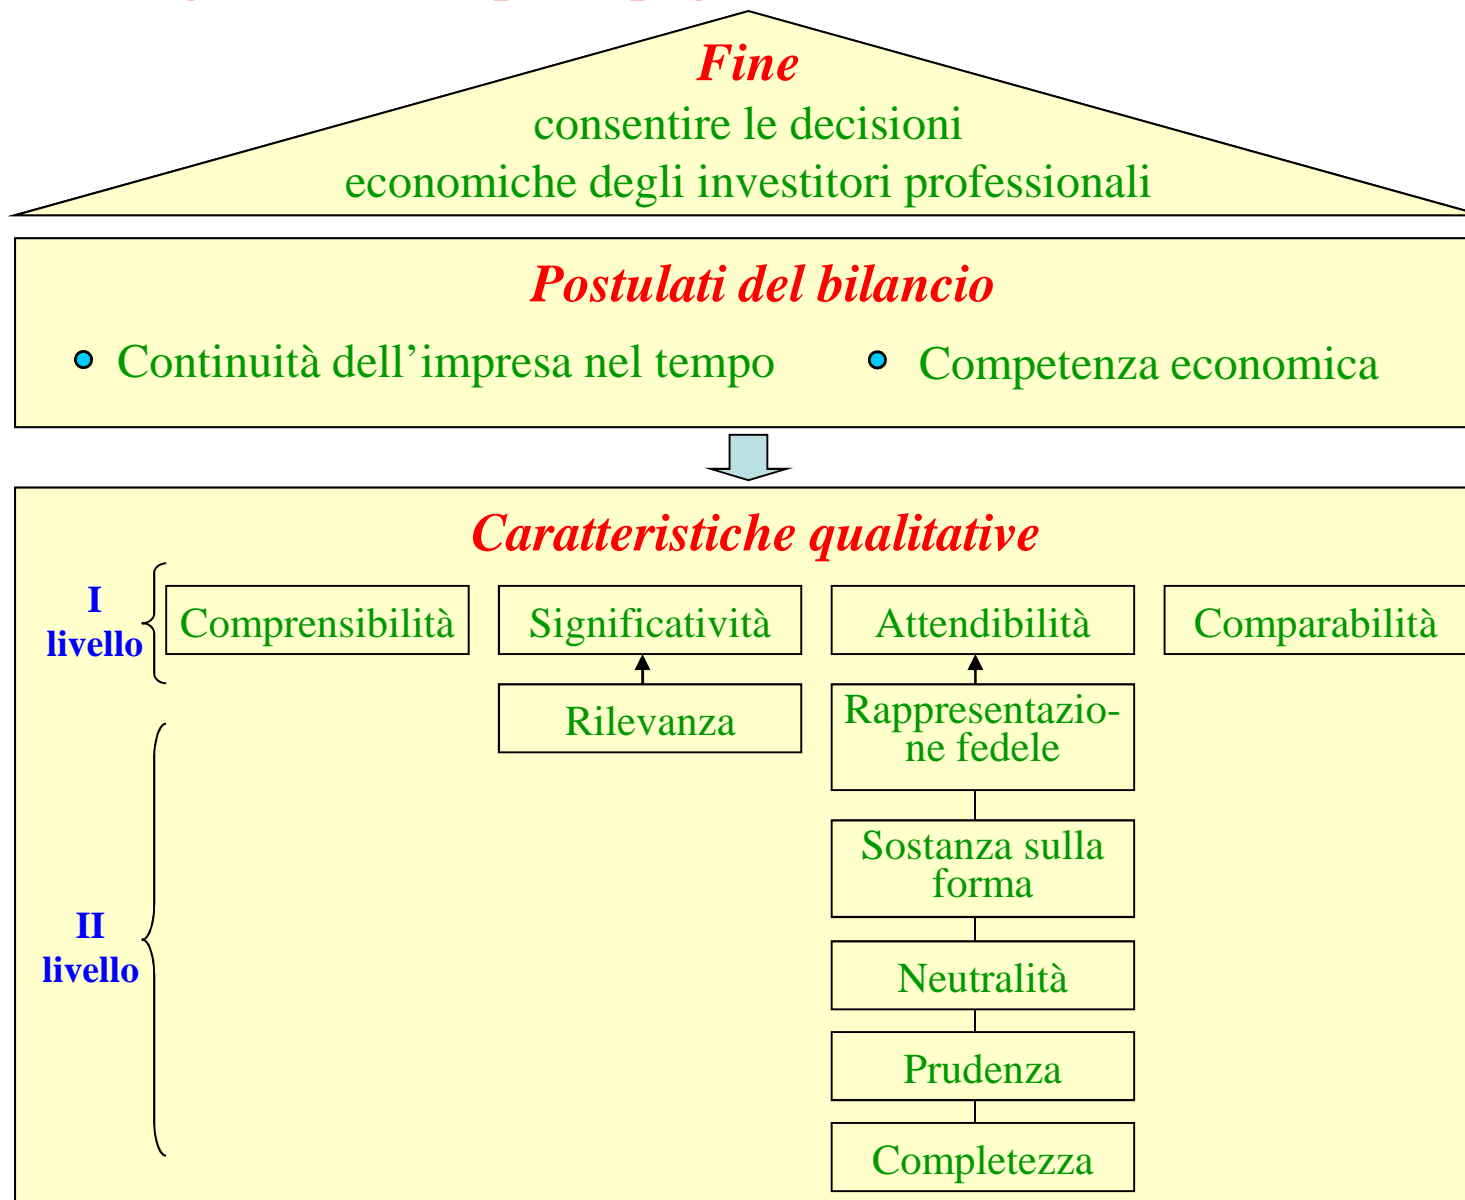 Fine
consentire le decisioni
economiche degli investitori professionali
Postulati del bilancio
Continuità dell’impresa nel tempo
Competenza economica
Caratteristiche qualitative
I
livello
Comprensibilità
Significatività
Attendibilità
Comparabilità
Rilevanza
Rappresentazio-
ne fedele
Sostanza sulla
forma
II
livello
Neutralità
Prudenza
Completezza